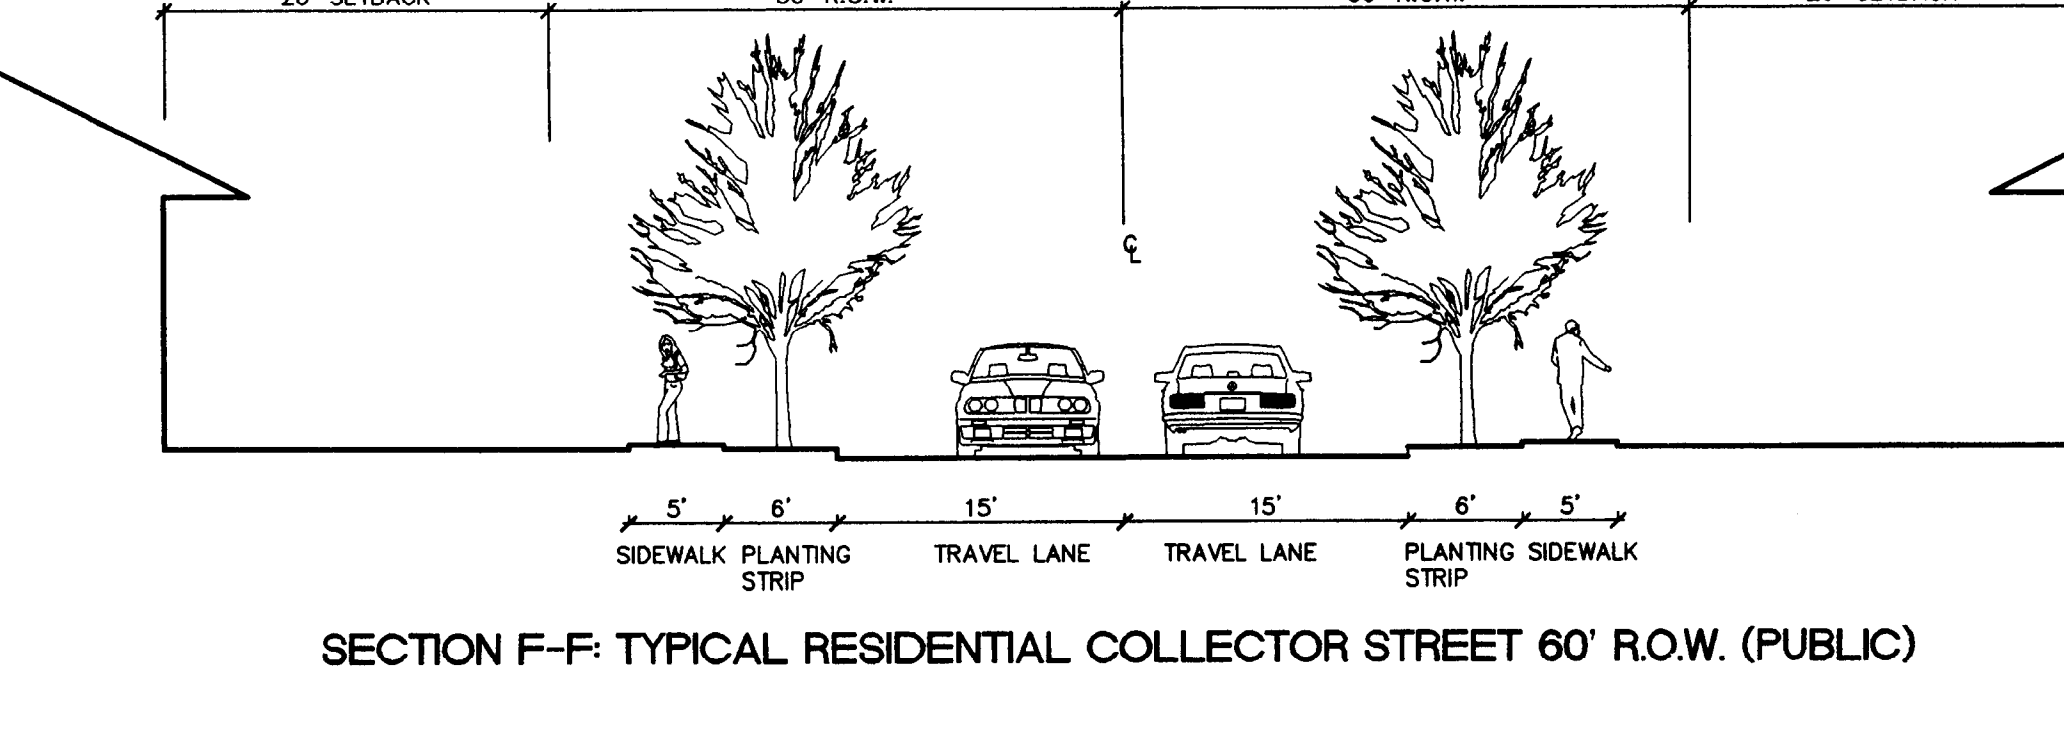 5' 6' 15' 15' 6' 5'
SIDEWALK PLANTING STRIP TRAVEL LANE TRAVEL LANE PLANTING STRIP SIDEWALK
SECTION F-F: TYPICAL RESIDENTIAL COLLECTOR STREET 60' R.O.W. (PUBLIC)